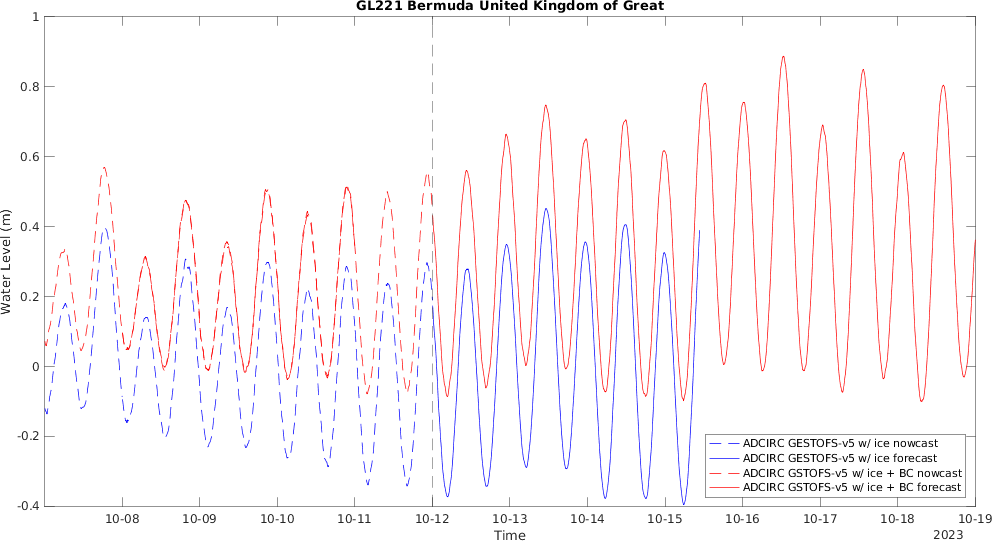 GL221 Bermuda United Kingdom of Great
1
0.8
0.6
0.4
0.2
0
-0.2
-0.4
Water Level (m)
ADCIRC GESTOFS-v5 w/ ice nowcast
ADCIRC GESTOFS-v5 w/ ice forecast
ADCIRC GSTOFS-v5 w/ ice + BC nowcast
ADCIRC GSTOFS-v5 w/ ice + BC forecast
10-08 10-09 10-10 10-11 10-12 10-13 10-14 10-15 10-16 10-17 10-18 10-19
Time
2023